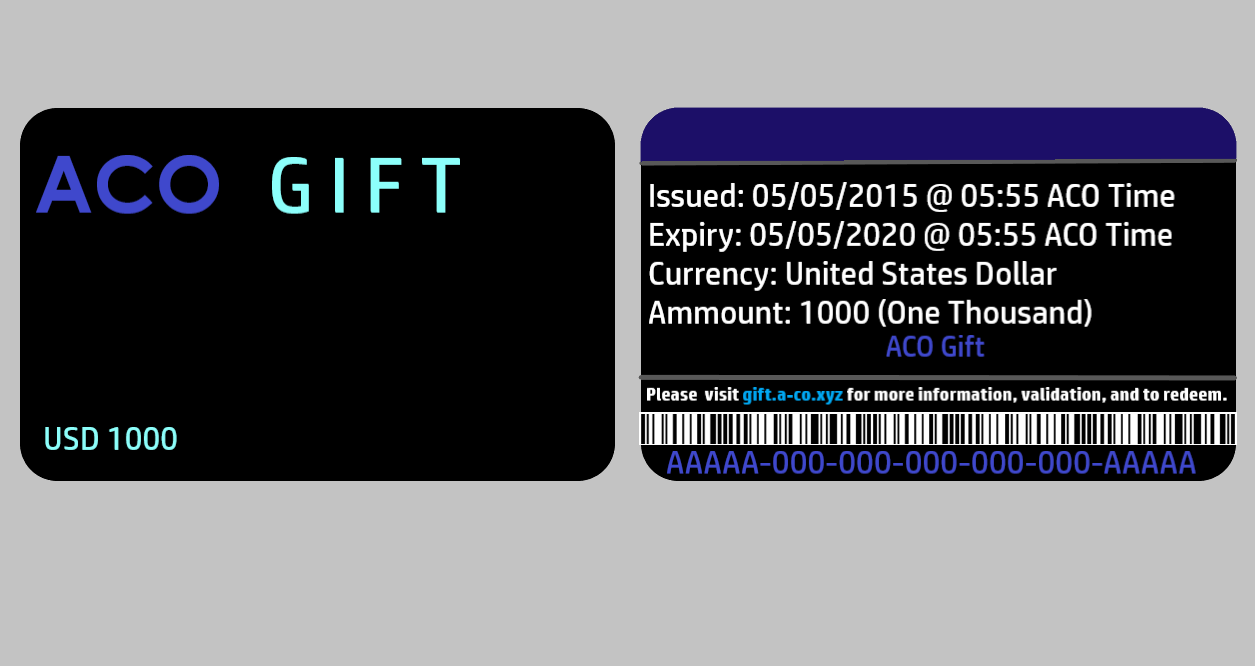 ACO GIFT
USD 1000
Issued: 05/05/2015 @ 05:55 ACO Time
Expiry: 05/05/2020 @ 05:55 ACO Time
Currency: United States Dollar
Ammount: 1000 (One Thousand)
ACO Gift
Please visit gift.a-co.xyz for more information, validation, and to redeem.
AAAAA-000-000-000-000-000-AAAAA